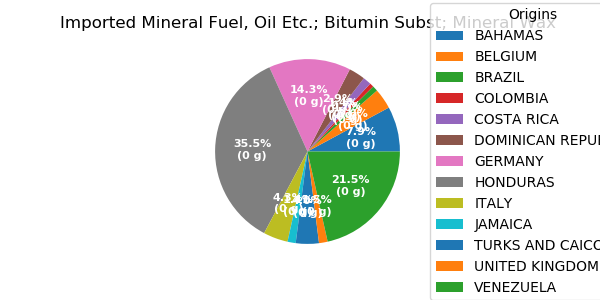 Imported Mineral Fuel, Oil Etc.; Bitumin Subst; Mineral Wax
Origins
BAHAMAS
BELGIUM
BRAZIL
COLOMBIA
COSTA RICA
DOMINICAN REPU
GERMANY
HONDURAS
ITALY
JAMAICA
TURKS AND CAICO
UNITED KINGDOM
VENEZUELA
14.3%
(0 g)
2.9%
7.9%
(0 g)
35.5%
(0 g)
21.5%
(0 g)